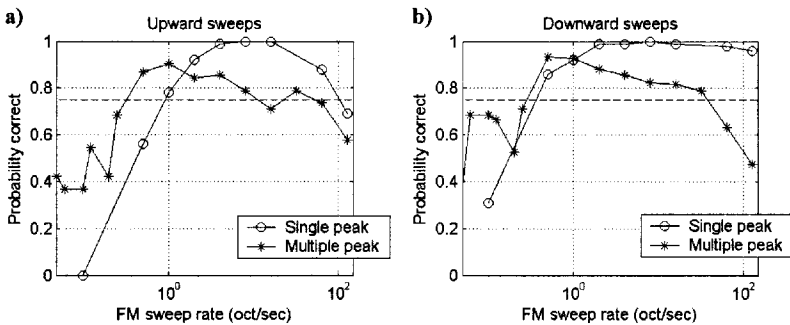 a)
Upward sweeps
Probability correct
1
0.8
0.6
0.4
0.2
0
10^0
10^2
FM sweep rate (oct/sec)
Single peak
Multiple peak
b)
Downward sweeps
Probability correct
1
0.8
0.6
0.4
0.2
0
10^0
10^2
FM sweep rate (oct/sec)
Single peak
Multiple peak